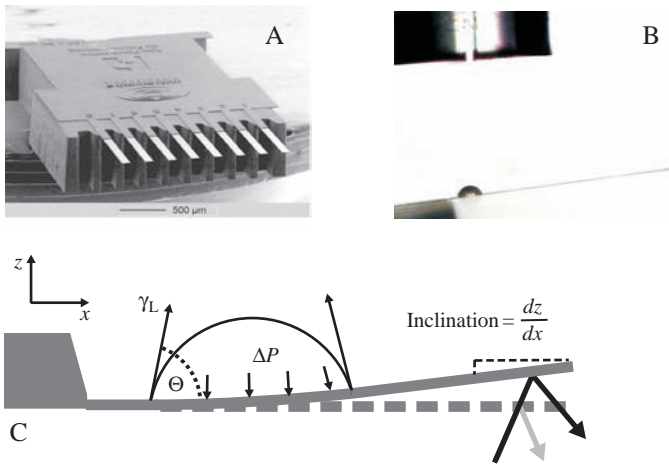 A
B
500 µm
z
x
γL
Θ
ΔP
Inclination = dz/dx
C